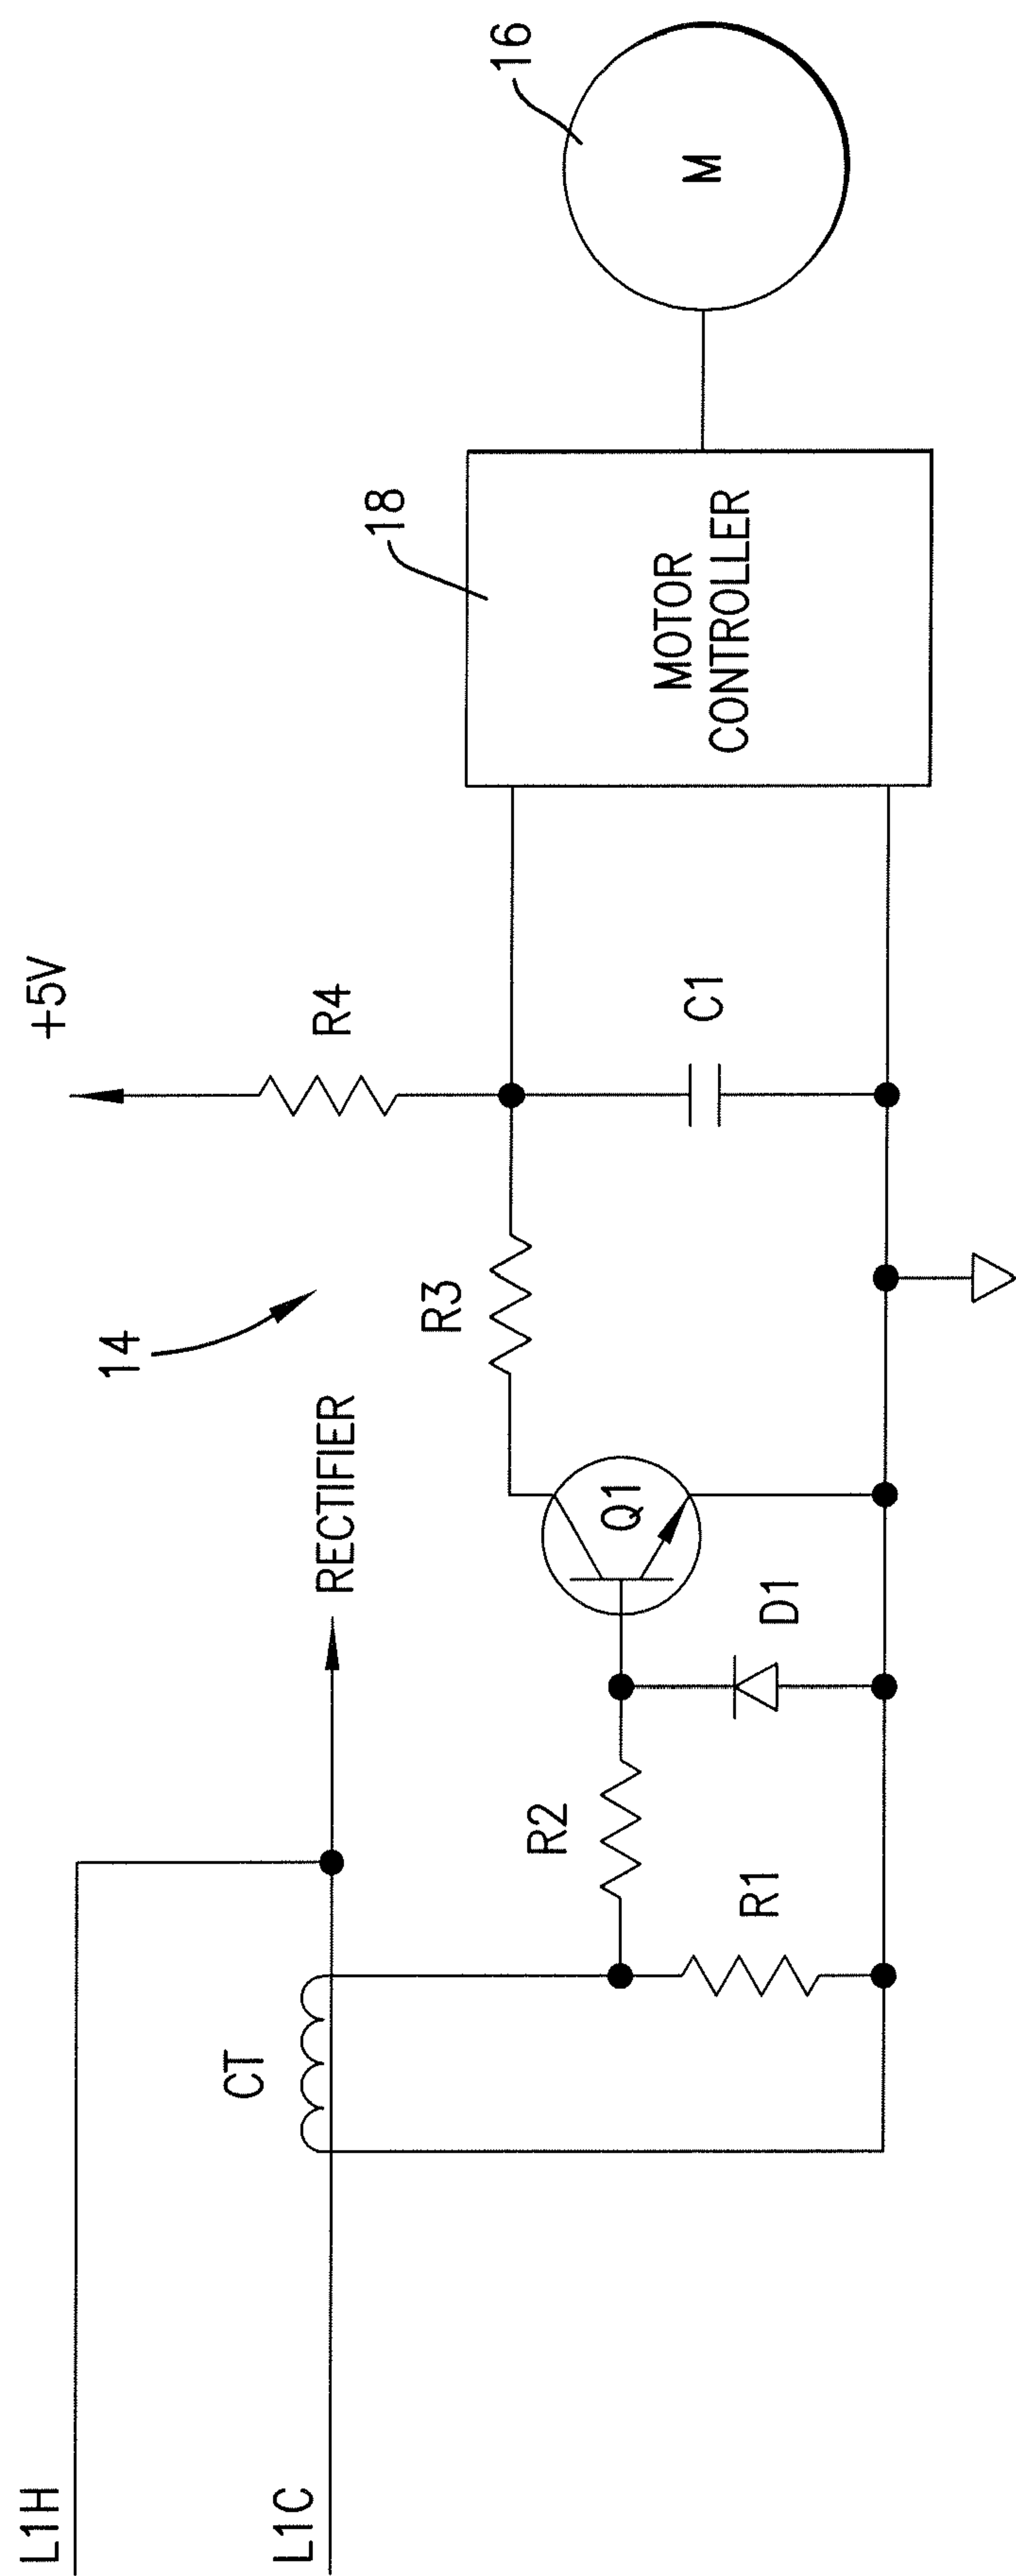 L1H
L1C
CT
RECTIFIER
14
+5V
R4
R3
R2
R1
D1
Q1
C1
18
MOTOR
CONTROLLER
16
M